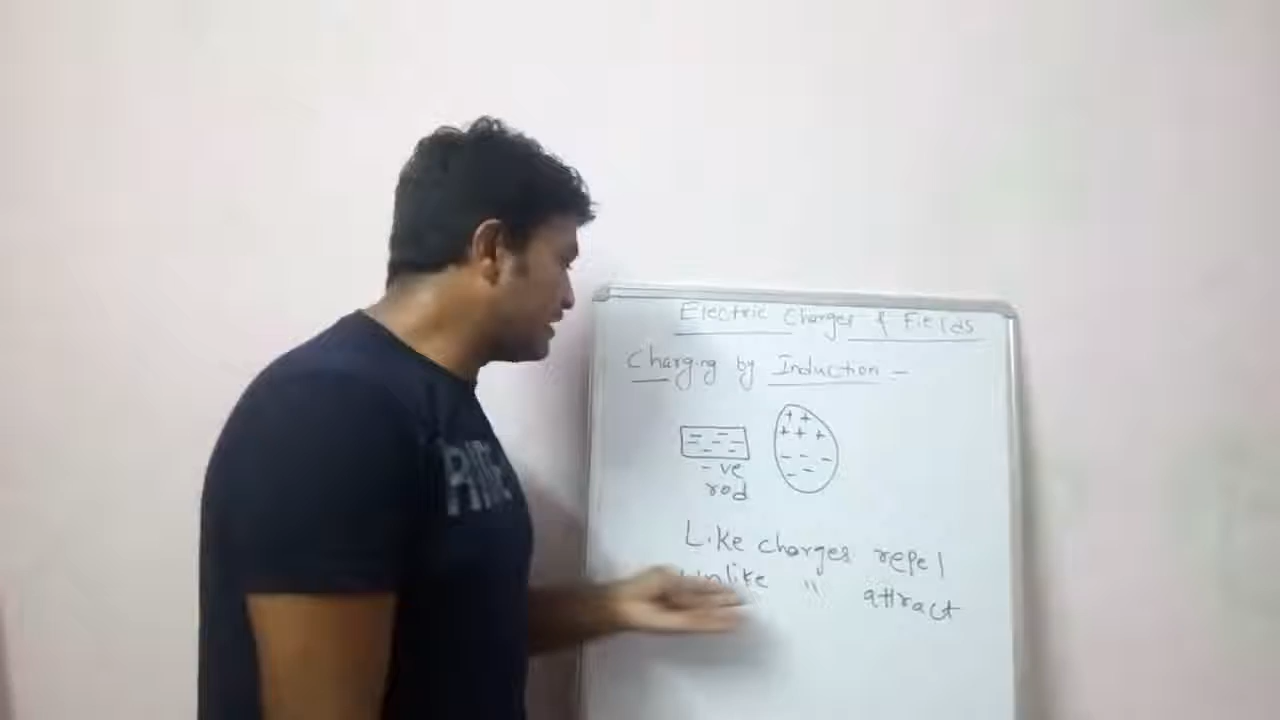 Electric Charges & Fields
Charging by Induction -
+ +
+ + +
- - -
- -
- - -
- - -
- ve
rod
Like charges repel
Unlike " attract